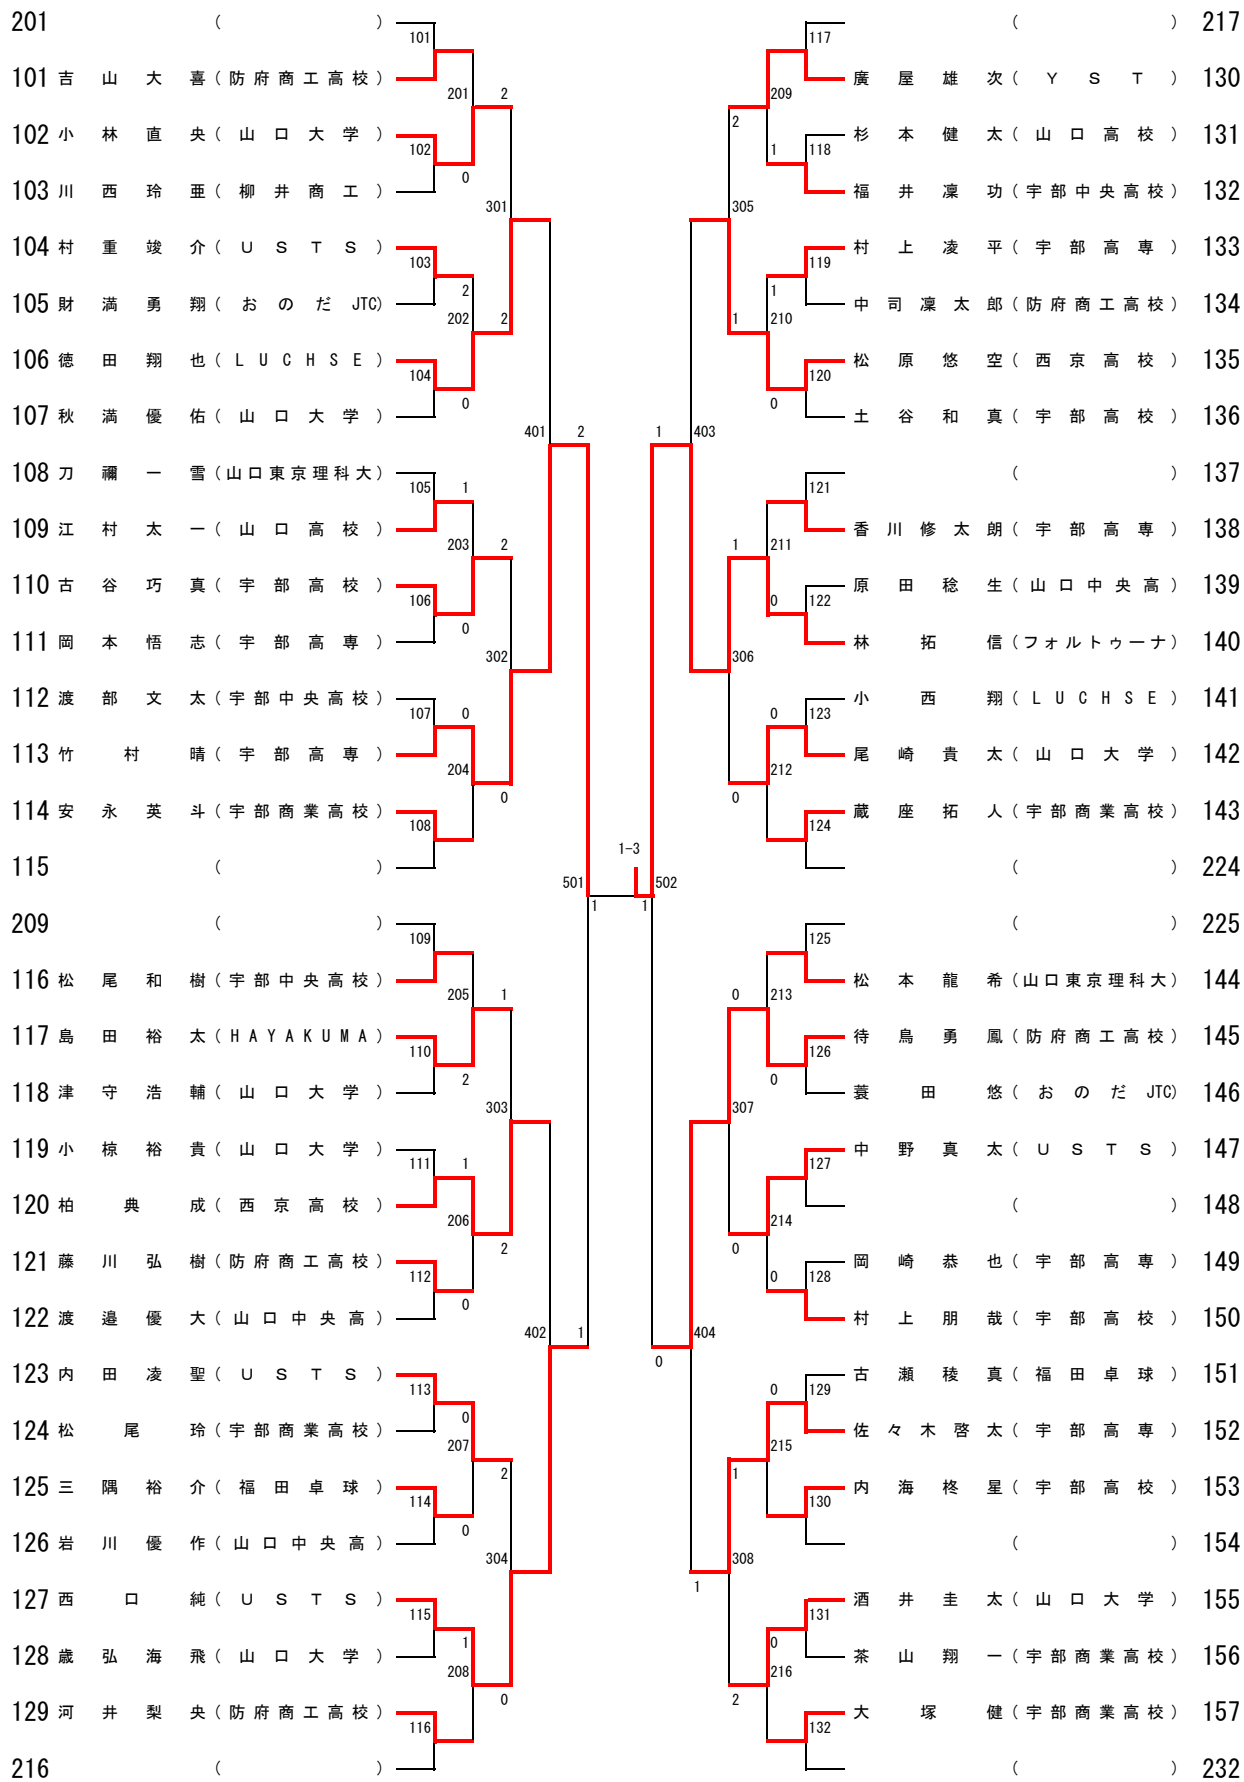 201 ( ) ( ) 217
101 117
101 吉山大喜(防府商工高校) 廣屋雄次(YST) 130
201 2 209
102 小林直央(山口大学) 2 杉本健太(山口高校) 131
102 1 118
0
103 川西玲亜(柳井商工) 福井凜功(宇部中央高校) 132
301 305
104 村重竣介(USTS) 村上凌平(宇部高専) 133
103 119
2 1
105 財満勇翔(おのだJTC) 中司凜太郎(防府商工高校) 134
202 2 1 210
106 徳田翔也(LUCHSE) 松原悠空(西京高校) 135
104 120
0 0
107 秋満優佑(山口大学) 土谷和真(宇部高校) 136
401 2 1 403
108 刀禰一雪(山口東京理科大) ( ) 137
105 1 121
109 江村太一(山口高校) 香川修太朗(宇部高専) 138
203 2 1 211
110 古谷巧真(宇部高校) 原田稔生(山口中央高) 139
106 0 122
0
111 岡本悟志(宇部高専) 林拓信(フォルトゥーナ) 140
302 306
112 渡部文太(宇部中央高校) 小西翔(LUCHSE) 141
107 0 0 123
113 竹村晴(宇部高専) 尾崎貴太(山口大学) 142
204 212
0 0
114 安永英斗(宇部商業高校) 蔵座拓人(宇部商業高校) 143
108 124
1-3
115 ( ) ( ) 224
501 502
1 1
209 ( ) ( ) 225
109 125
116 松尾和樹(宇部中央高校) 松本龍希(山口東京理科大) 144
205 1 0 213
117 島田裕太(HAYAKUMA) 待鳥勇鳳(防府商工高校) 145
110 126
2 0
118 津守浩輔(山口大学) 蓑田悠(おのだJTC) 146
303 307
119 小椋裕貴(山口大学) 中野真太(USTS) 147
111 1 127
120 柏典成(西京高校) ( ) 148
206 214
2 0
121 藤川弘樹(防府商工高校) 岡崎恭也(宇部高専) 149
112 0 128
0
122 渡邉優大(山口中央高) 村上朋哉(宇部高校) 150
402 1 404
0
123 内田凌聖(USTS) 古瀬稜真(福田卓球) 151
113 0 129
0
124 松尾玲(宇部商業高校) 佐々木啓太(宇部高専) 152
207 215
2 1
125 三隅裕介(福田卓球) 内海柊星(宇部高校) 153
114 130
0
126 岩川優作(山口中央高) ( ) 154
304 308
1
127 西口純(USTS) 酒井圭太(山口大学) 155
115 131
1 0
128 歳弘海飛(山口大学) 茶山翔一(宇部商業高校) 156
208 216
0 2
129 河井梨央(防府商工高校) 大塚健(宇部商業高校) 157
116 132
216 ( ) ( ) 232